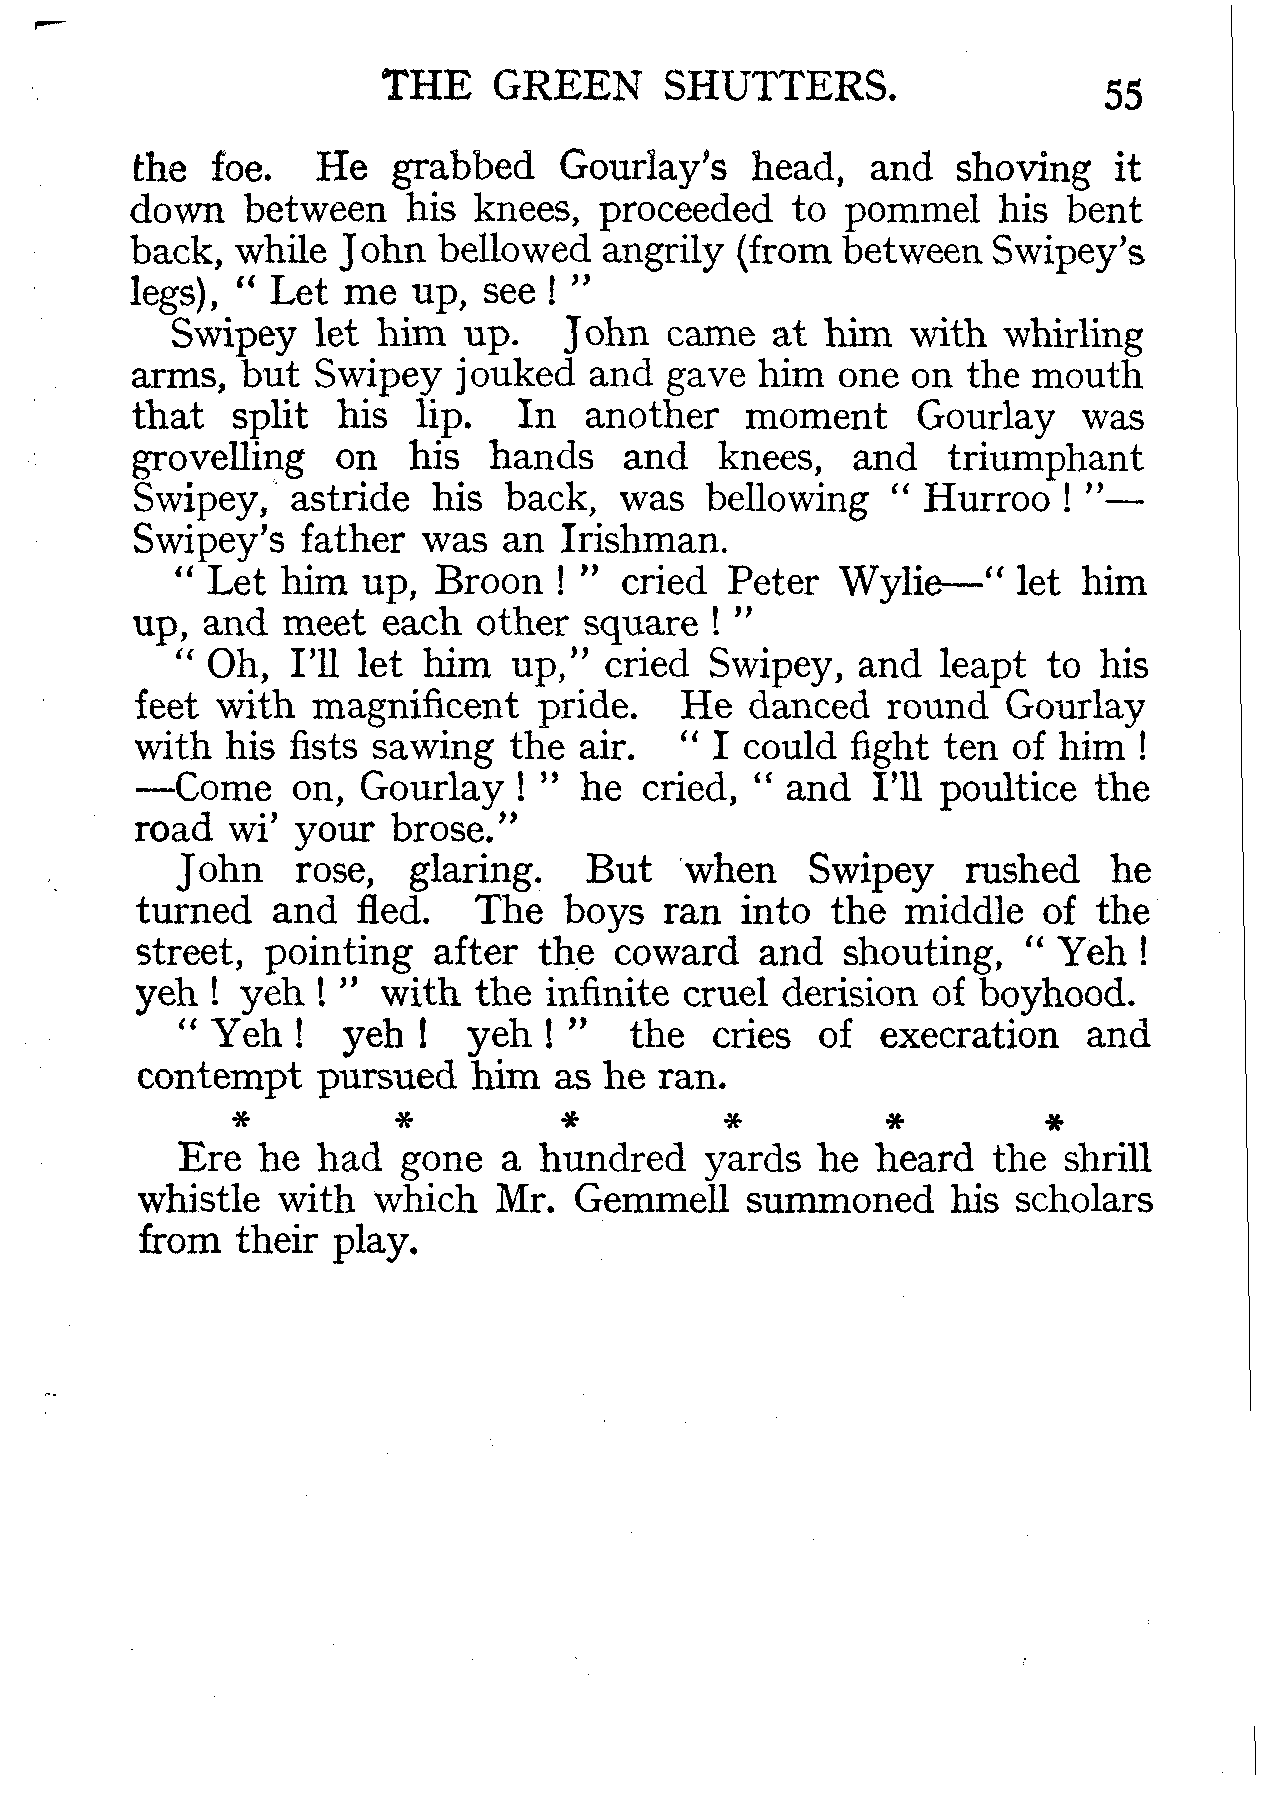 THE GREEN SHUTTERS. 55
the foe. He grabbed Gourlay's head, and shoving it
down between his knees, proceeded to pommel his bent
back, while John bellowed angrily (from between Swipey's
legs), “ Let me up, see ! ”
Swipey let him up. John came at him with whirling
arms, but Swipey jouked and gave him one on the mouth
that split his lip. In another moment Gourlay was
grovelling on his hands and knees, and triumphant
Swipey, astride his back, was bellowing “ Hurroo ! ”—
Swipey's father was an Irishman.
“ Let him up, Broon ! ” cried Peter Wylie—“ let him
up, and meet each other square ! ”
“ Oh, I'll let him up,” cried Swipey, and leapt to his
feet with magnificent pride. He danced round Gourlay
with his fists sawing the air. “ I could fight ten of him !
—Come on, Gourlay ! ” he cried, “ and I'll poultice the
road wi' your brose.”
John rose, glaring. But when Swipey rushed he
turned and fled. The boys ran into the middle of the
street, pointing after the coward and shouting, “ Yeh !
yeh ! yeh ! ” with the infinite cruel derision of boyhood.
“ Yeh ! yeh ! yeh ! ” the cries of execration and
contempt pursued him as he ran.
* * * * * *
Ere he had gone a hundred yards he heard the shrill
whistle with which Mr. Gemmell summoned his scholars
from their play.